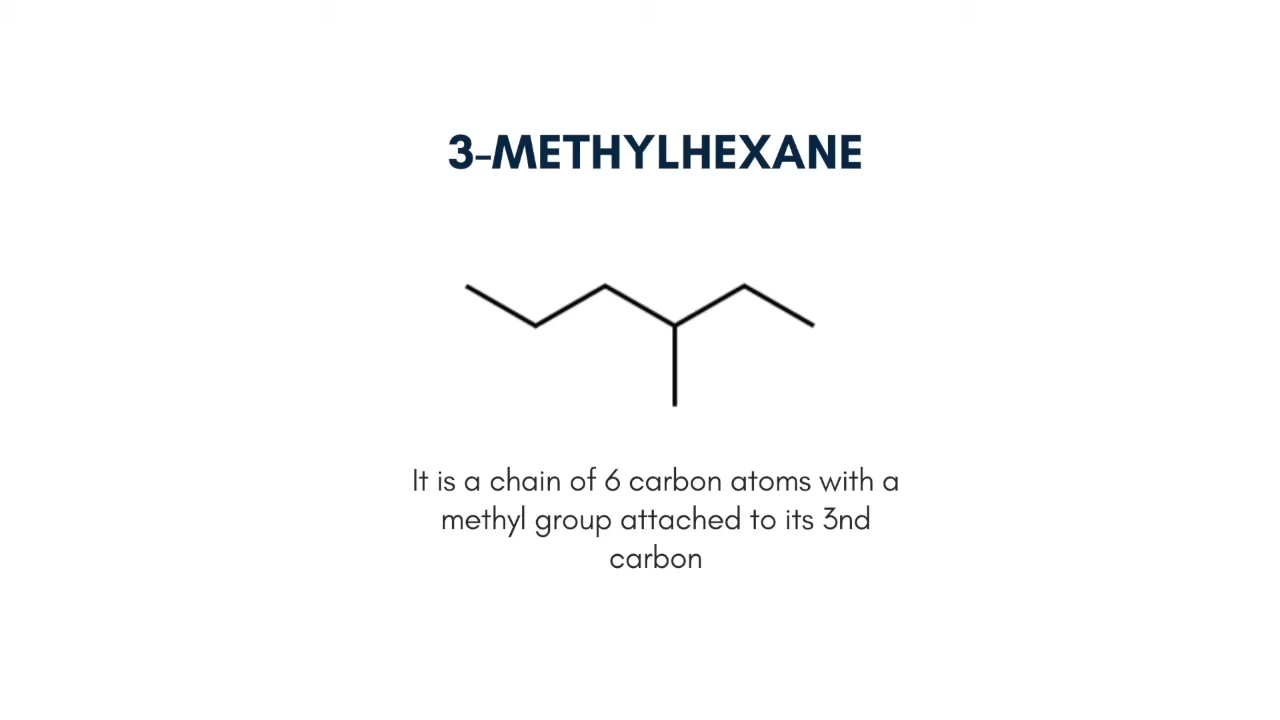 3-METHYLHEXANE
It is a chain of 6 carbon atoms with a
methyl group attached to its 3nd
carbon